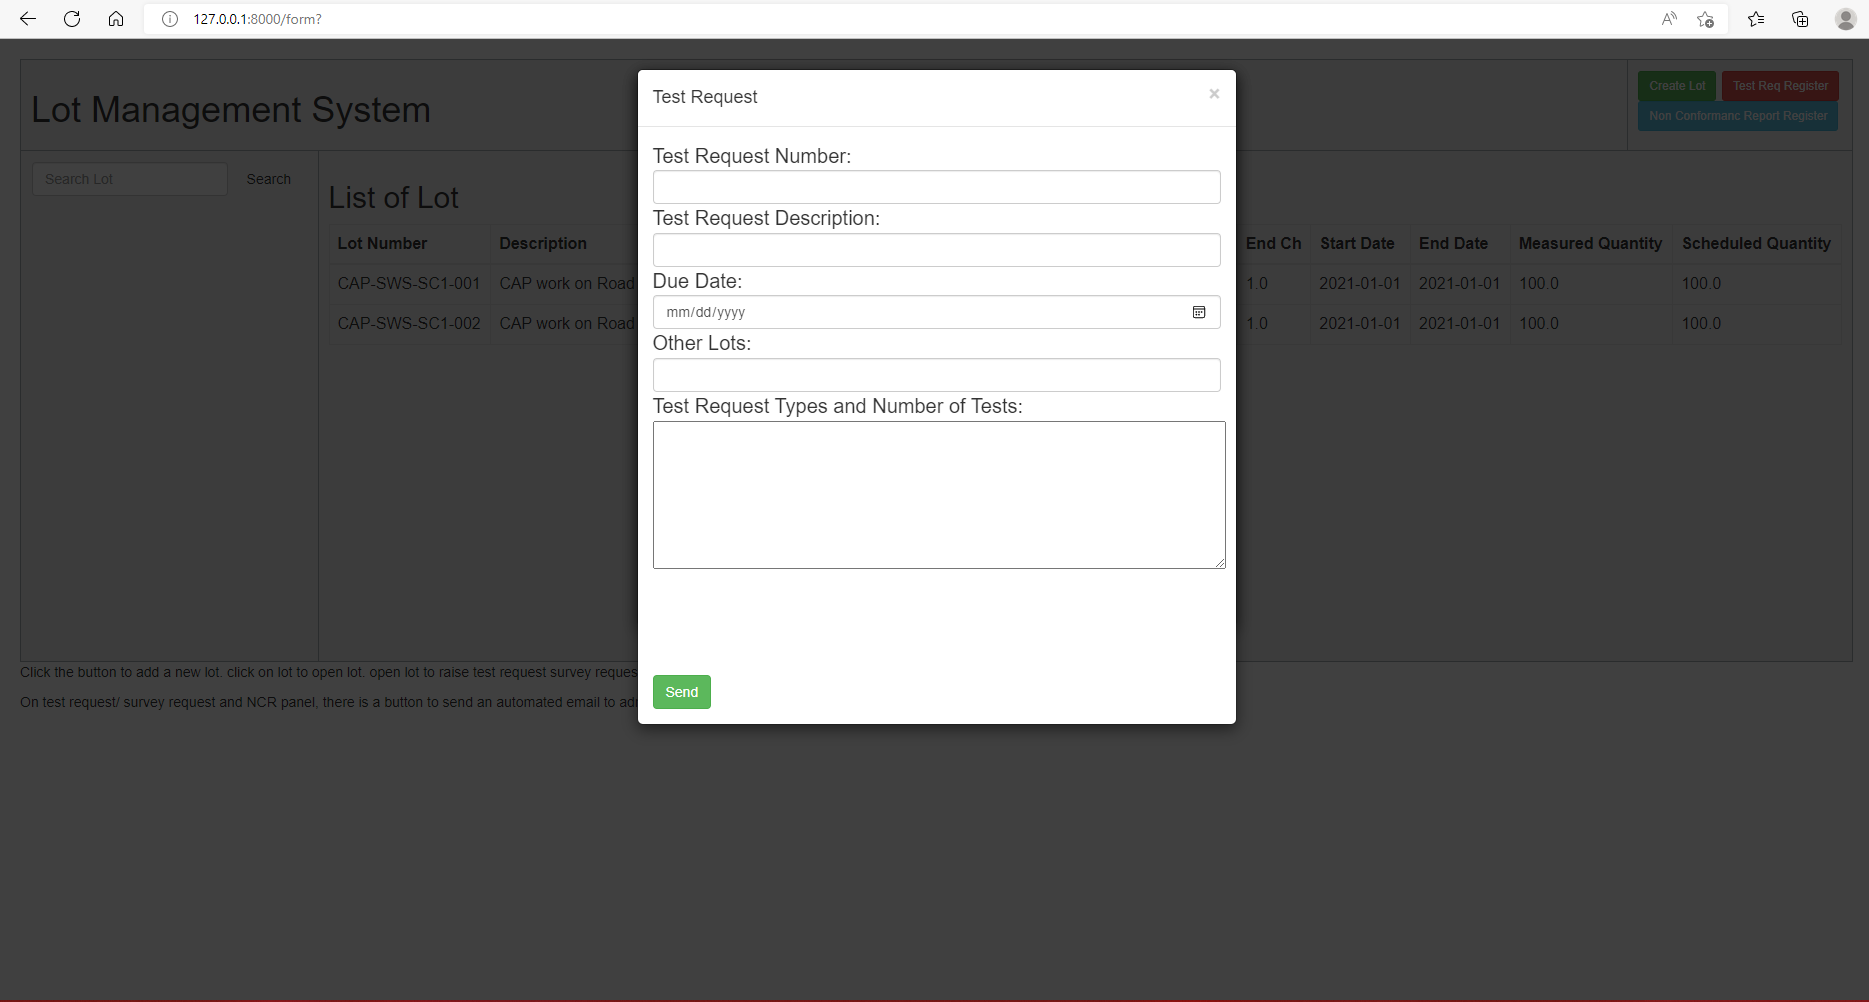 127.0.0.1:8000/form?
Lot Management System
Create Lot
Test Req Register
Non Conformanc Report Register
Search Lot
Search
List of Lot
Lot Number Description End Ch Start Date End Date Measured Quantity Scheduled Quantity
CAP-SWS-SC1-001 CAP work on Road 1.0 2021-01-01 2021-01-01 100.0 100.0
CAP-SWS-SC1-002 CAP work on Road 1.0 2021-01-01 2021-01-01 100.0 100.0
Click the button to add a new lot. click on lot to open lot. open lot to raise test request survey reques
On test request/ survey request and NCR panel, there is a button to send an automated email to ad
Test Request
×
Test Request Number:
Test Request Description:
Due Date:
mm/dd/yyyy
Other Lots:
Test Request Types and Number of Tests:
Send